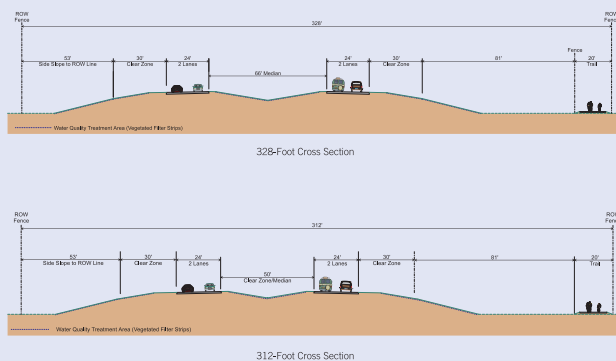 ROW
Fence
ROW
Fence
328'
53'
Side Slope to ROW Line
30'
Clear Zone
24'
2 Lanes
66' Median
24'
2 Lanes
30'
Clear Zone
81'
Fence
20'
Trail
Water Quality Treatment Area (Vegetated Filter Strips)
328-Foot Cross Section
ROW
Fence
ROW
Fence
312'
53'
Side Slope to ROW Line
30'
Clear Zone
24'
2 Lanes
50'
Clear Zone/Median
24'
2 Lanes
30'
Clear Zone
81'
20'
Trail
Water Quality Treatment Area (Vegetated Filter Strips)
312-Foot Cross Section